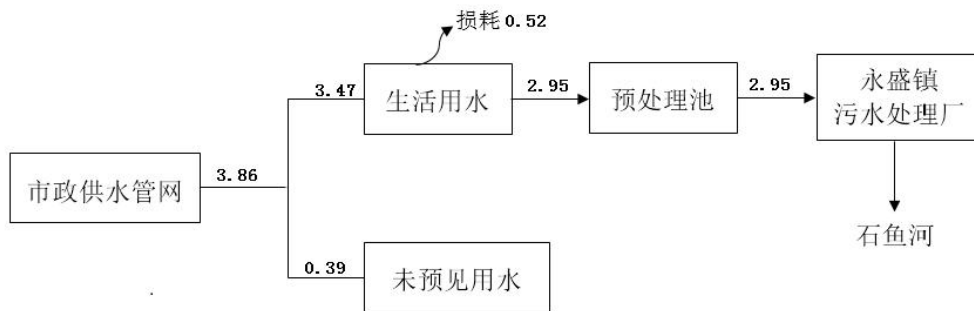 损耗0.52
3.47
生活用水
2.95
预处理池
2.95
永盛镇
污水处理厂
市政供水管网
3.86
石鱼河
0.39
未预见用水